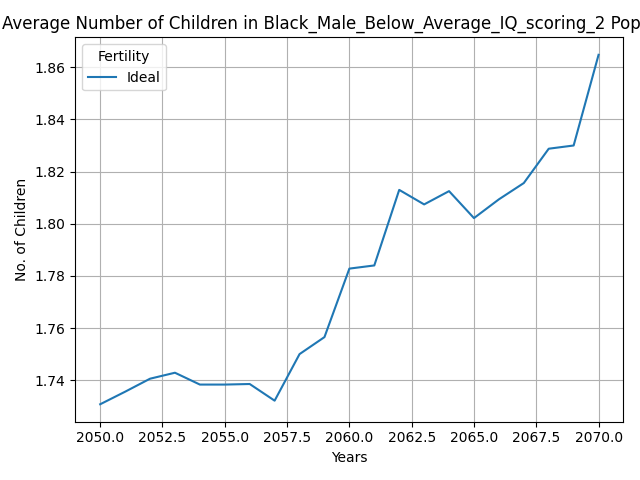 Average Number of Children in Black_Male_Below_Average_IQ_scoring_2 Pop
Fertility
Ideal
No. of Children
1.86
1.84
1.82
1.80
1.78
1.76
1.74
2050.0 2052.5 2055.0 2057.5 2060.0 2062.5 2065.0 2067.5 2070.0
Years